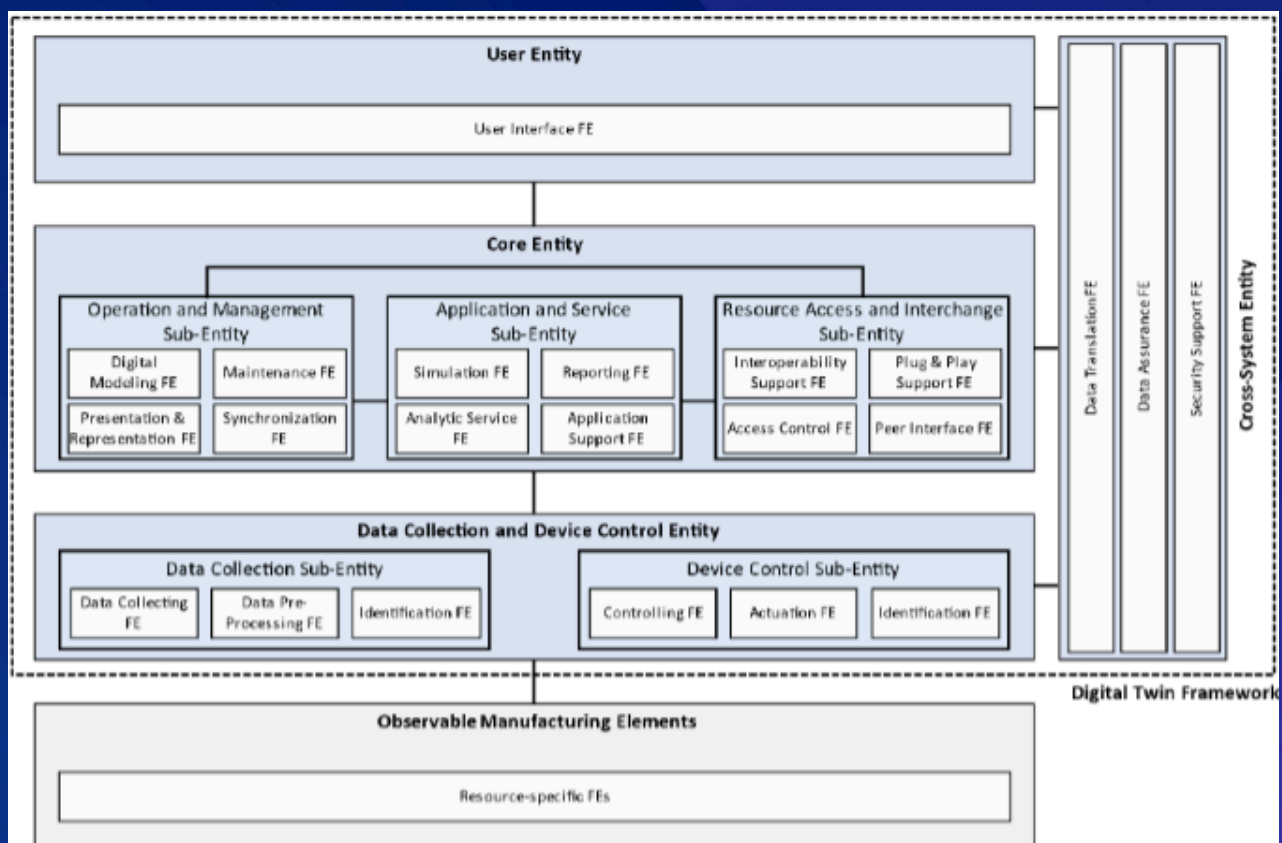 User Entity
User Interface FE
Core Entity
Operation and Management
Sub-Entity
Digital
Modeling FE
Maintenance FE
Presentation &
Representation FE
Synchronization
FE
Application and Service
Sub-Entity
Simulation FE
Reporting FE
Analytic Service
FE
Application
Support FE
Resource Access and Interchange
Sub-Entity
Interoperability
Support FE
Plug & Play
Support FE
Access Control FE
Peer Interface FE
Data Collection and Device Control Entity
Data Collection Sub-Entity
Data Collecting
FE
Data Pre-
Processing FE
Identification FE
Device Control Sub-Entity
Controlling FE
Actuation FE
Identification FE
Data Translation FE
Data Assurance FE
Security Support FE
Cross-System Entity
Digital Twin Framework
Observable Manufacturing Elements
Resource-specific FEs